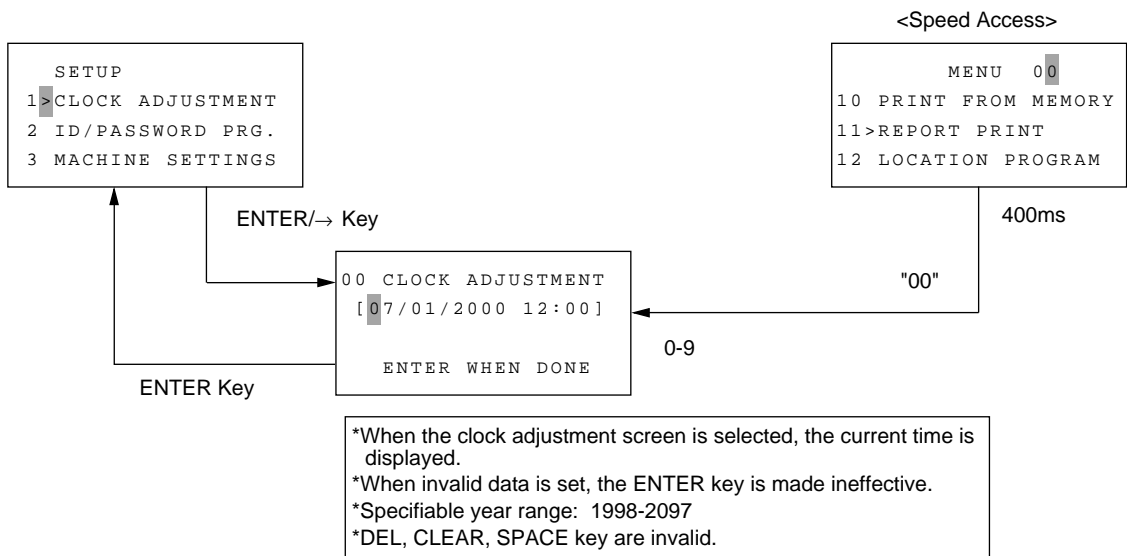 <Speed Access>
SETUP
1>CLOCK ADJUSTMENT
2 ID/PASSWORD PRG.
3 MACHINE SETTINGS
MENU 00
10 PRINT FROM MEMORY
11>REPORT PRINT
12 LOCATION PROGRAM
ENTER/→ Key
400ms
00 CLOCK ADJUSTMENT
[07/01/2000 12:00]
ENTER WHEN DONE
"00"
0-9
ENTER Key
*When the clock adjustment screen is selected, the current time is
displayed.
*When invalid data is set, the ENTER key is made ineffective.
*Specifiable year range: 1998-2097
*DEL, CLEAR, SPACE key are invalid.